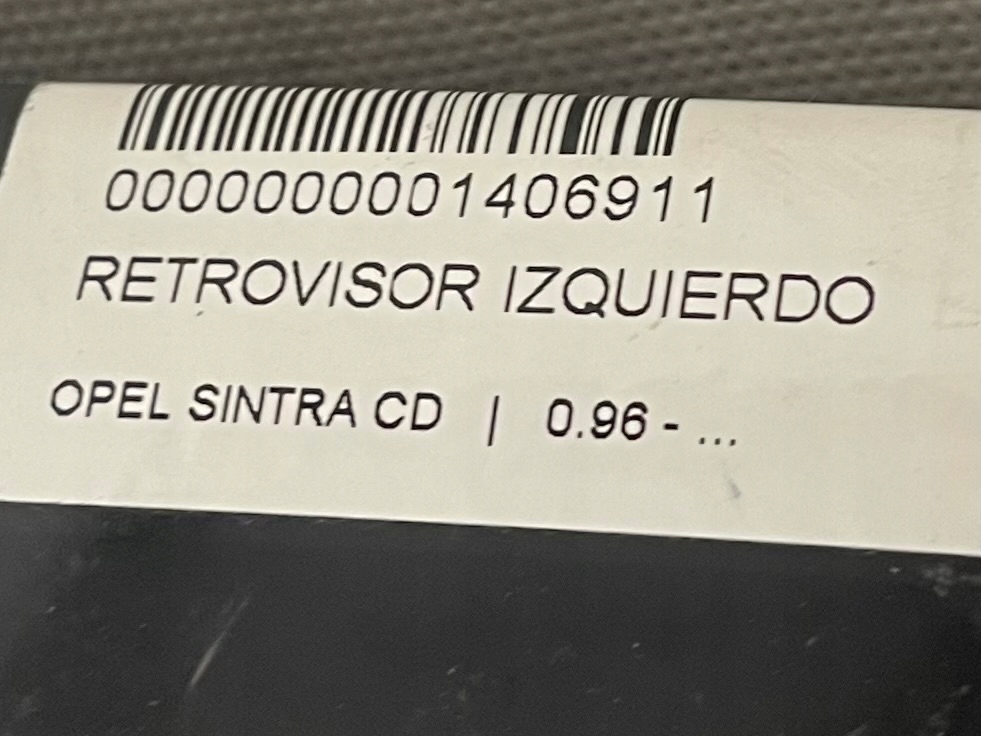 0000000001406911
RETROVISOR IZQUIERDO
OPEL SINTRA CD | 0.96 - ...